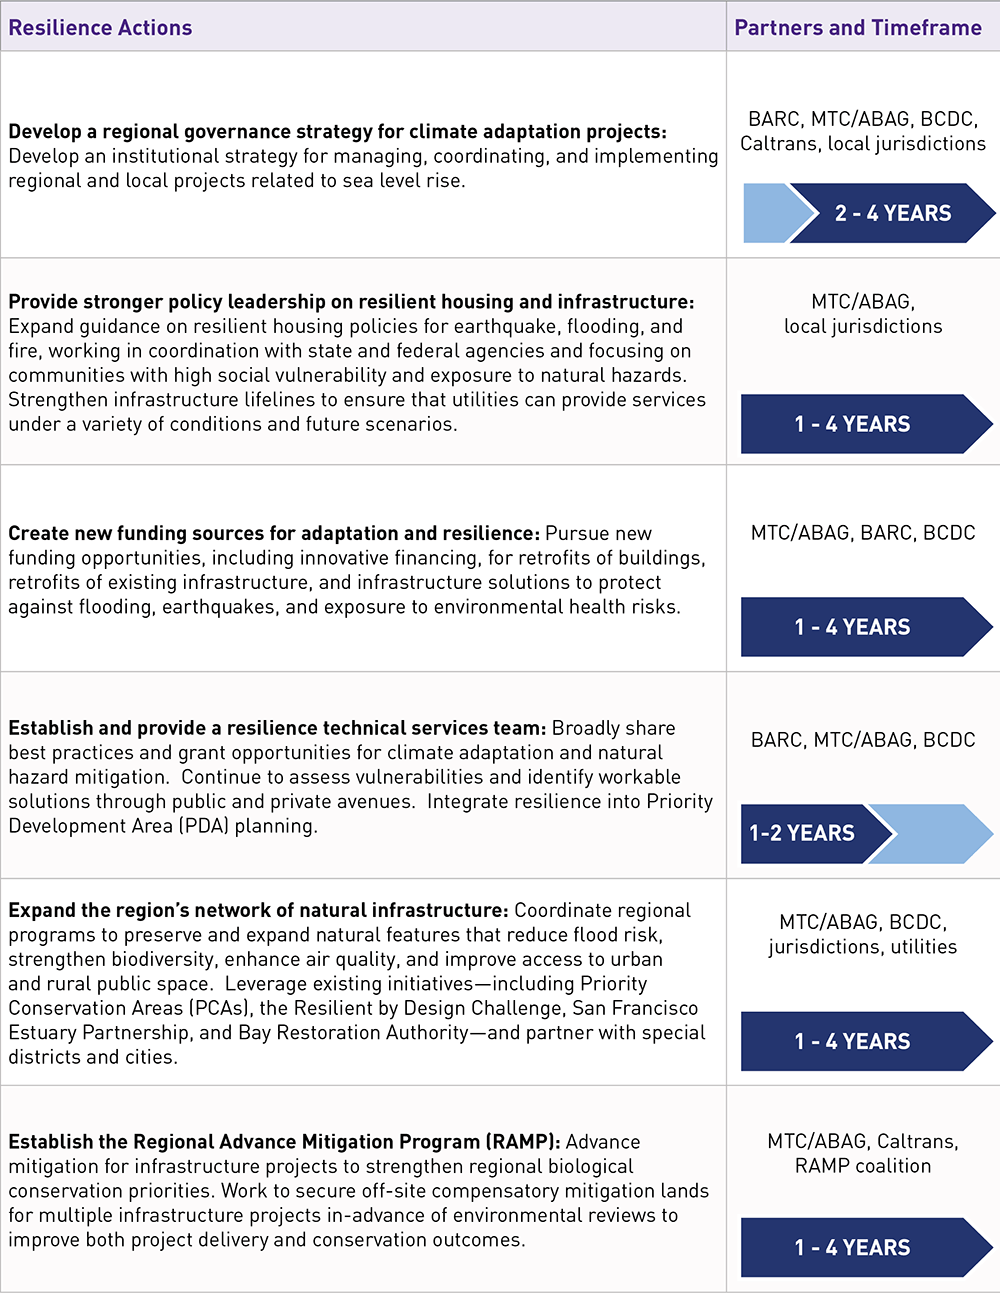 Resilience Actions
Partners and Timeframe
Develop a regional governance strategy for climate adaptation projects:
Develop an institutional strategy for managing, coordinating, and implementing
regional and local projects related to sea level rise.
BARC, MTC/ABAG, BCDC,
Caltrans, local jurisdictions
2 - 4 YEARS
Provide stronger policy leadership on resilient housing and infrastructure:
Expand guidance on resilient housing policies for earthquake, flooding, and
fire, working in coordination with state and federal agencies and focusing on
communities with high social vulnerability and exposure to natural hazards.
Strengthen infrastructure lifelines to ensure that utilities can provide services
under a variety of conditions and future scenarios.
MTC/ABAG,
local jurisdictions
1 - 4 YEARS
Create new funding sources for adaptation and resilience: Pursue new
funding opportunities, including innovative financing, for retrofits of buildings,
retrofits of existing infrastructure, and infrastructure solutions to protect
against flooding, earthquakes, and exposure to environmental health risks.
MTC/ABAG, BARC, BCDC
1 - 4 YEARS
Establish and provide a resilience technical services team: Broadly share
best practices and grant opportunities for climate adaptation and natural
hazard mitigation.  Continue to assess vulnerabilities and identify workable
solutions through public and private avenues.  Integrate resilience into Priority
Development Area (PDA) planning.
BARC, MTC/ABAG, BCDC
1-2 YEARS
Expand the region’s network of natural infrastructure: Coordinate regional
programs to preserve and expand natural features that reduce flood risk,
strengthen biodiversity, enhance air quality, and improve access to urban
and rural public space.  Leverage existing initiatives—including Priority
Conservation Areas (PCAs), the Resilient by Design Challenge, San Francisco
Estuary Partnership, and Bay Restoration Authority—and partner with special
districts and cities.
MTC/ABAG, BCDC,
jurisdictions, utilities
1 - 4 YEARS
Establish the Regional Advance Mitigation Program (RAMP): Advance
mitigation for infrastructure projects to strengthen regional biological
conservation priorities. Work to secure off-site compensatory mitigation lands
for multiple infrastructure projects in-advance of environmental reviews to
improve both project delivery and conservation outcomes.
MTC/ABAG, Caltrans,
RAMP coalition
1 - 4 YEARS